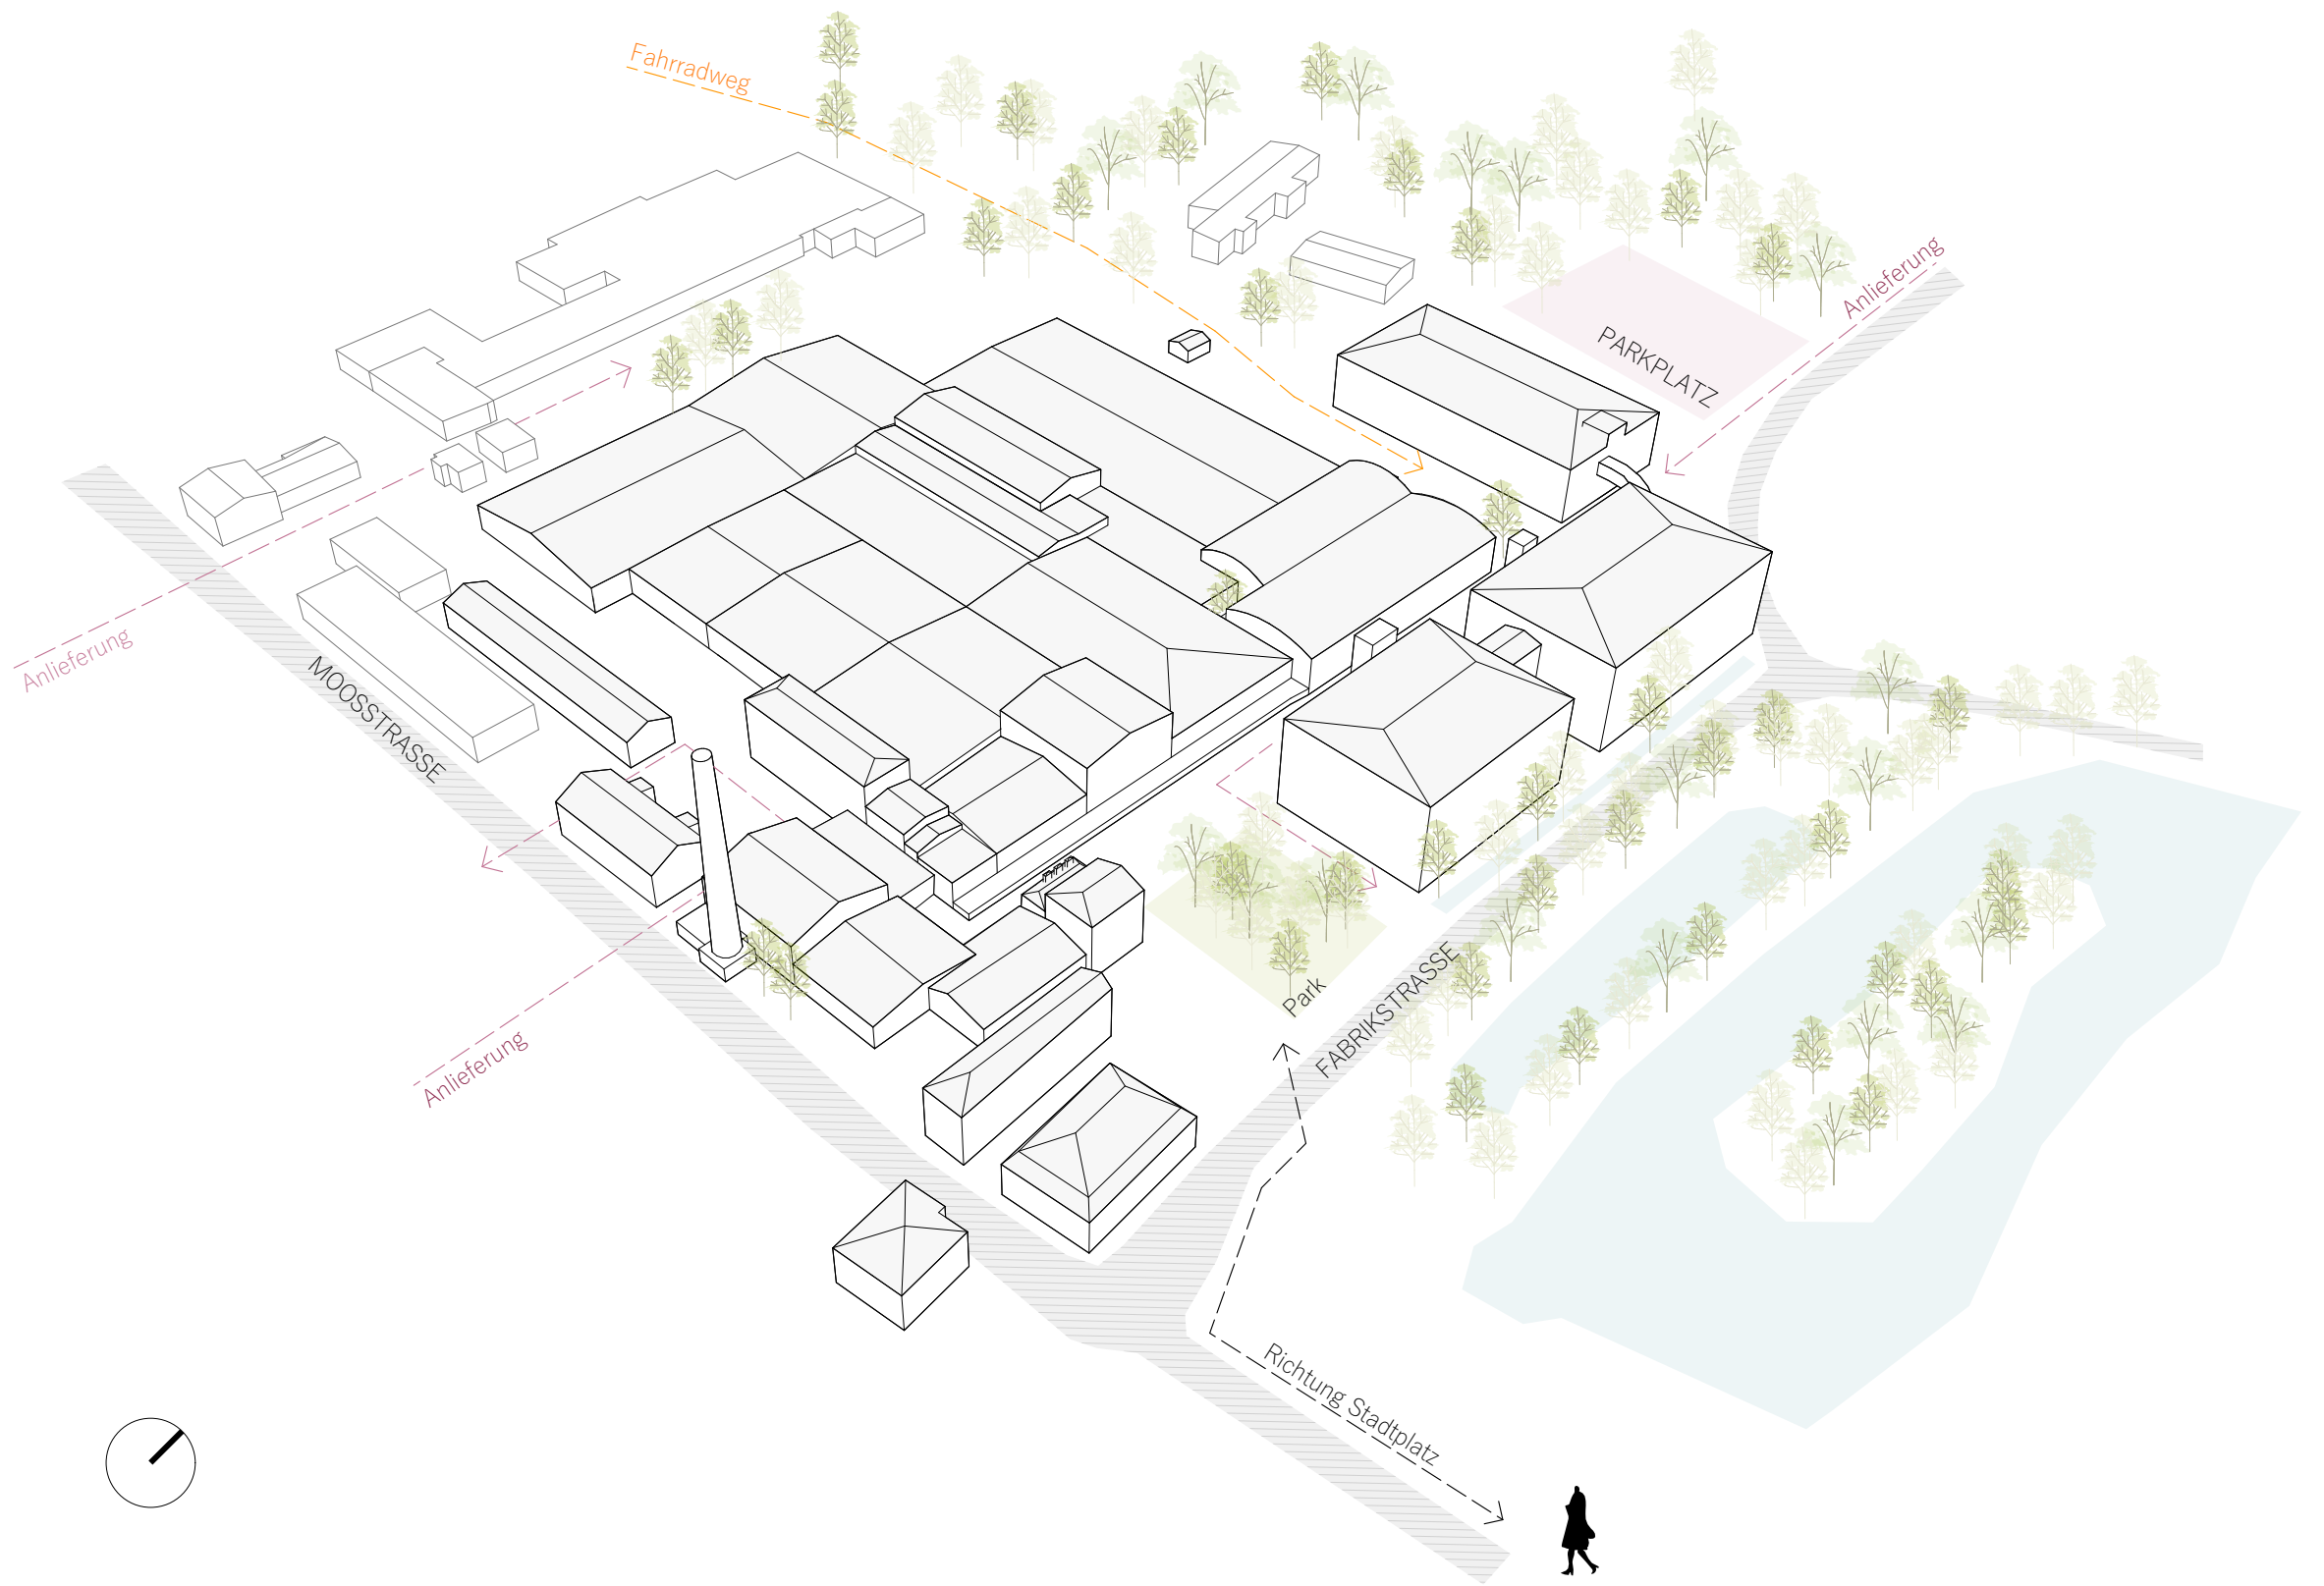 Fahrradweg
Anlieferung
PARKPLATZ
Anlieferung
MOOSSTRASSE
Park
FABRIKSTRASSE
Anlieferung
Richtung Stadtplatz